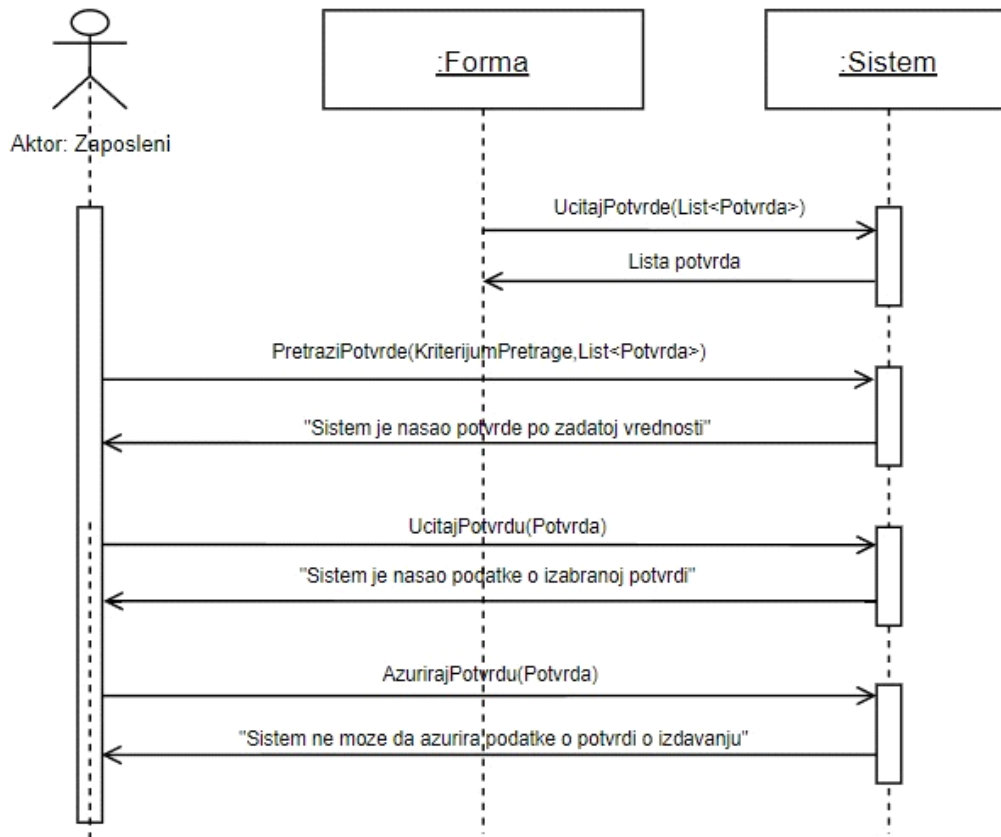 :Forma
:Sistem
Aktor: Zaposleni
UcitajPotvrde(List<Potvrda>)
Lista potvrda
PretraziPotvrde(KriterijumPretrage,List<Potvrda>)
"Sistem je nasao potvrde po zadatoj vrednosti"
UcitajPotvrdu(Potvrda)
"Sistem je nasao podatke o izabranoj potvrdi"
AzurirajPotvrdu(Potvrda)
"Sistem ne moze da azurira podatke o potvrdi o izdavanju"